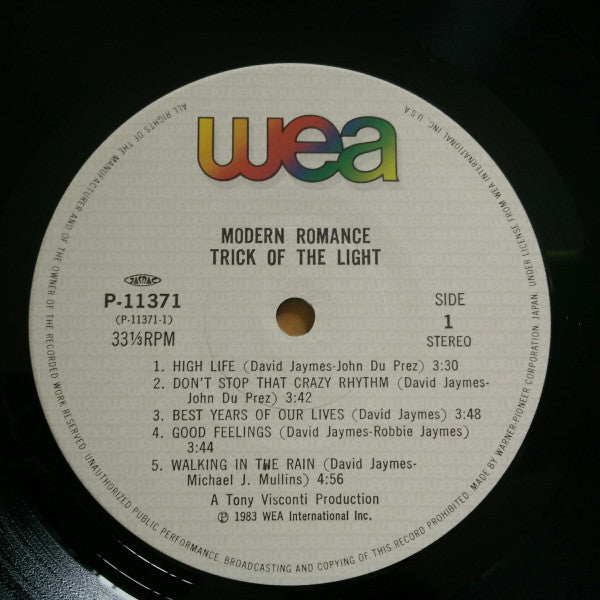 wea
MODERN ROMANCE
TRICK OF THE LIGHT
JASRAC
P-11371
(P-11371-1)
33⅓RPM
SIDE
1
STEREO
1. HIGH LIFE (David Jaymes-John Du Prez) 3:30
2. DON'T STOP THAT CRAZY RHYTHM (David Jaymes-
John Du Prez) 3:42
3. BEST YEARS OF OUR LIVES (David Jaymes) 3:48
4. GOOD FEELINGS (David Jaymes-Robbie Jaymes)
3:44
5. WALKING IN THE RAIN (David Jaymes-
Michael J. Mullins) 4:56
A Tony Visconti Production
℗ 1983 WEA International Inc.
ALL RIGHTS OF THE MANUFACTURER AND OF THE OWNER OF THE RECORDED WORK RESERVED. UNAUTHORIZED PUBLIC PERFORMANCE, BROADCASTING AND COPYING OF THIS RECORD PROHIBITED. MADE BY WARNER-PIONEER CORPORATION, JAPAN. UNDER LICENSE FROM WEA INTERNATIONAL INC. U.S.A